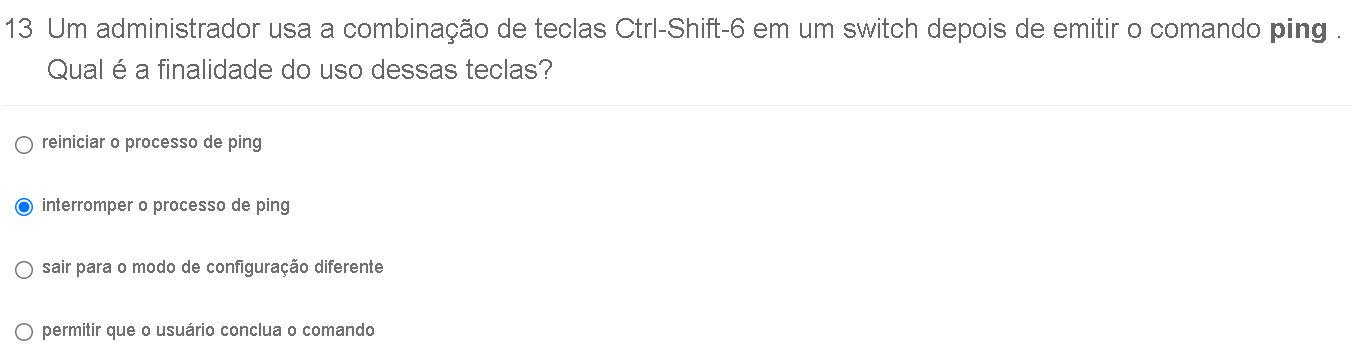 13 Um administrador usa a combinação de teclas Ctrl-Shift-6 em um switch depois de emitir o comando ping .
Qual é a finalidade do uso dessas teclas?
reiniciar o processo de ping
interromper o processo de ping
sair para o modo de configuração diferente
permitir que o usuário conclua o comando